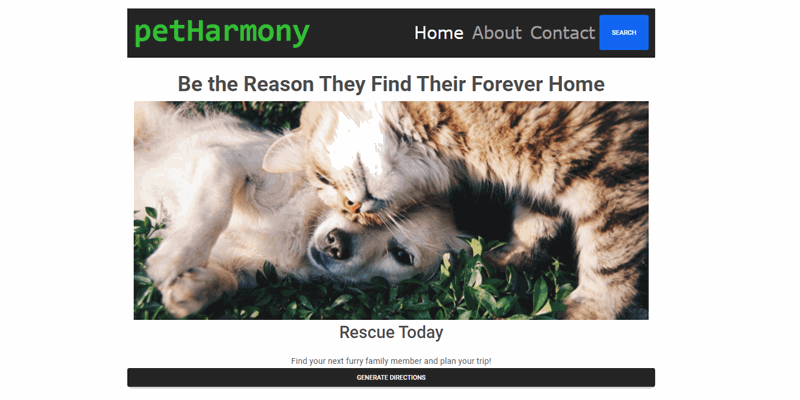 petHarmony Home About Contact SEARCH
Be the Reason They Find Their Forever Home
Rescue Today
Find your next furry family member and plan your trip!
GENERATE DIRECTIONS